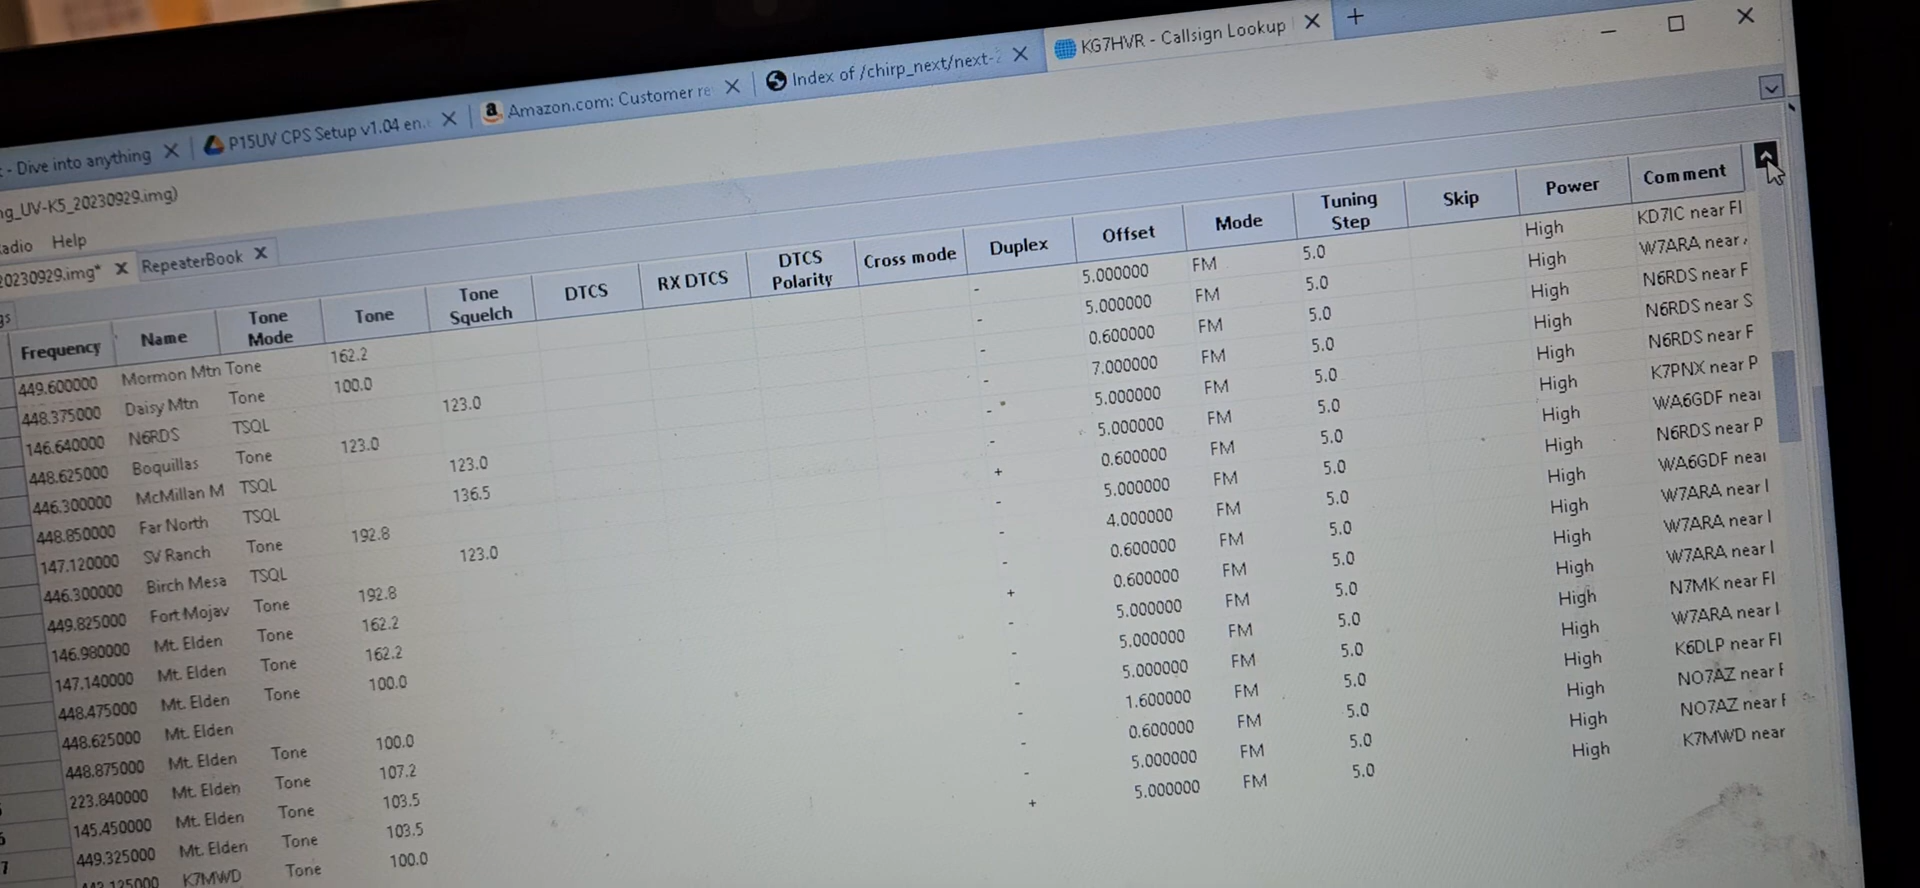 KG7HVR - Callsign Lookup
Index of /chirp_next/next-2
Amazon.com: Customer re
P15UV CPS Setup v1.04 en.
- Dive into anything
ng_UV-K5_20230929.img)
adio Help
20230929.img* RepeaterBook
gs
Frequency Name Tone Mode Tone Tone Squelch DTCS RX DTCS DTCS Polarity Cross mode Duplex Offset Mode Tuning Step Skip Power Comment
449.600000 Mormon Mtn Tone 162.2 - 5.000000 FM 5.0 High KD7IC near Fl
448.375000 Daisy Mtn Tone 100.0 - 5.000000 FM 5.0 High W7ARA near
146.640000 N6RDS TSQL 123.0 - 0.600000 FM 5.0 High N6RDS near F
448.625000 Boquillas Tone 123.0 - 7.000000 FM 5.0 High N6RDS near S
446.300000 McMillan M TSQL 123.0 - 5.000000 FM 5.0 High N6RDS near F
448.850000 Far North TSQL 136.5 - 5.000000 FM 5.0 High K7PNX near P
147.120000 SV Ranch Tone 192.8 + 0.600000 FM 5.0 High WA6GDF near
446.300000 Birch Mesa TSQL 123.0 - 5.000000 FM 5.0 High N6RDS near P
449.825000 Fort Mojav Tone 192.8 - 4.000000 FM 5.0 High WA6GDF near
146.980000 Mt. Elden Tone 162.2 - 0.600000 FM 5.0 High W7ARA near
147.140000 Mt. Elden Tone 162.2 + 0.600000 FM 5.0 High W7ARA near
448.475000 Mt. Elden Tone 100.0 - 5.000000 FM 5.0 High W7ARA near
448.625000 Mt. Elden - 5.000000 FM 5.0 High N7MK near Fl
448.875000 Mt. Elden Tone 100.0 - 5.000000 FM 5.0 High W7ARA near
223.840000 Mt. Elden Tone 107.2 - 1.600000 FM 5.0 High K6DLP near Fl
145.450000 Mt. Elden Tone 103.5 - 0.600000 FM 5.0 High NO7AZ near
449.325000 Mt. Elden Tone 103.5 - 5.000000 FM 5.0 High NO7AZ near
K7MWD Tone 100.0 + 5.000000 FM 5.0 High K7MWD near